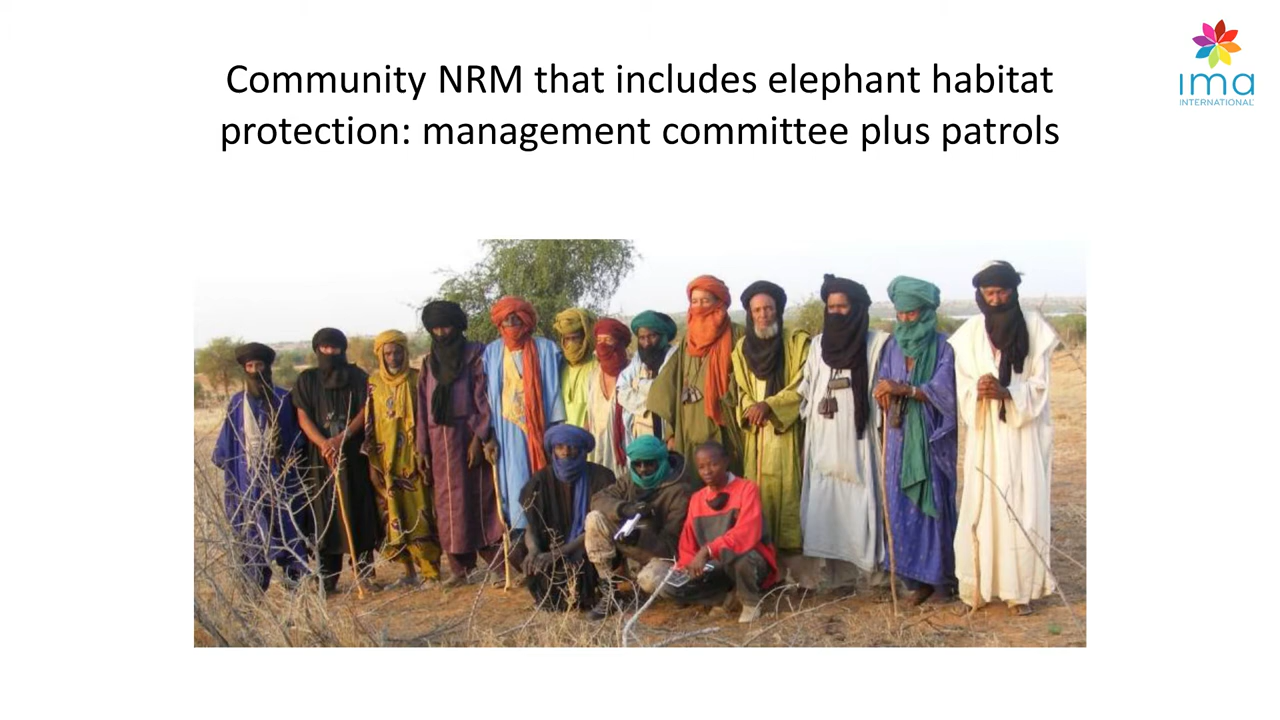 Community NRM that includes elephant habitat
protection: management committee plus patrols
ima
INTERNATIONAL